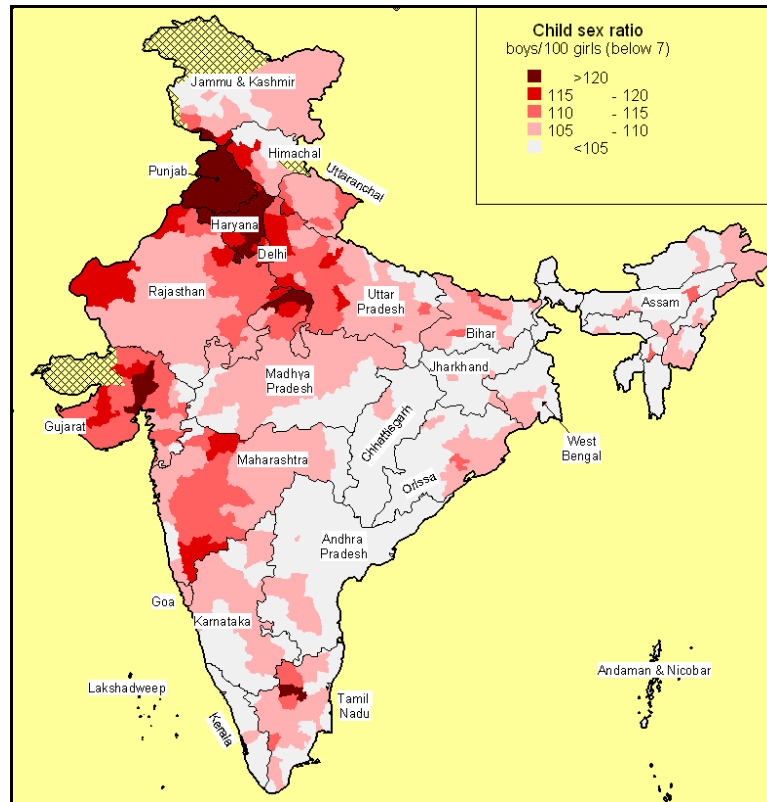 Child sex ratio
boys/100 girls (below 7)
>120
115 - 120
110 - 115
105 - 110
<105
Jammu & Kashmir
Himachal
Punjab
Uttaranchal
Haryana
Delhi
Rajasthan
Uttar
Pradesh
Assam
Bihar
Jharkhand
Madhya
Pradesh
Gujarat
Chhattisgarh
West
Bengal
Maharashtra
Orissa
Andhra
Pradesh
Goa
Karnataka
Andaman & Nicobar
Lakshadweep
Tamil
Nadu
Kerala